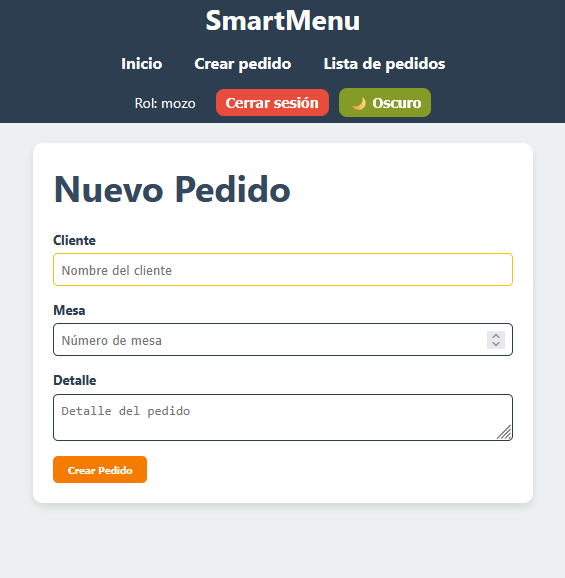 SmartMenu
Inicio Crear pedido Lista de pedidos
Rol: mozo Cerrar sesión 🌙 Oscuro
Nuevo Pedido
Cliente
Nombre del cliente
Mesa
Número de mesa
Detalle
Detalle del pedido
Crear Pedido